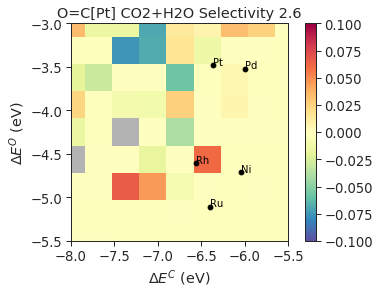 O=C[Pt] CO2+H2O Selectivity 2.6
−3.0
−3.5
−4.0
−4.5
−5.0
−5.5
ΔE^O (eV)
−8.0 −7.5 −7.0 −6.5 −6.0 −5.5
ΔE^C (eV)
Pt
Pd
Rh
Ni
Ru
0.100
0.075
0.050
0.025
0.000
−0.025
−0.050
−0.075
−0.100